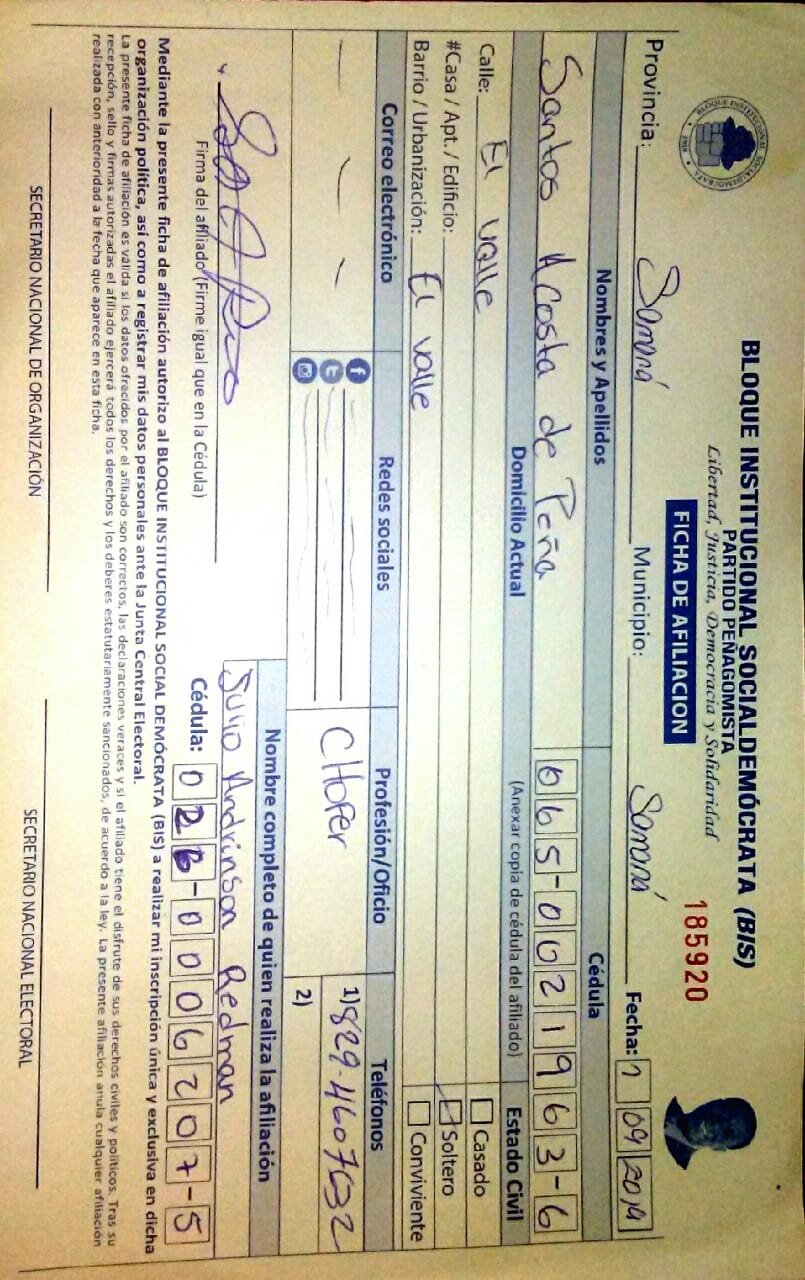 BLOQUE INSTITUCIONAL SOCIALDEMÓCRATA (BIS)
PARTIDO PEÑAGOMISTA
Libertad, Justicia, Democracia y Solidaridad
FICHA DE AFILIACION
185920
BLOQUE INSTITUCIONAL SOCIALDEMOCRATA
Provincia: Samaná Municipio: Samaná Fecha: 1 09 2019
Nombres y Apellidos Cédula
Santos Acosta de Peña 065-0021963-6
Domicilio Actual (Anexar copia de cédula del afiliado) Estado Civil
Calle: El Valle Casado
#Casa / Apt. / Edificio: Soltero
Barrio / Urbanización: El Valle Conviviente
Correo electrónico Redes sociales Profesión/Oficio Teléfonos
CHOFER 1) 829-4607632
2)
Nombre completo de quien realiza la afiliación
Julio Andrinson Redman
Firma del afiliado (Firme igual que en la Cédula) Cédula: 022-0006207-5
Mediante la presente ficha de afiliación autorizo al BLOQUE INSTITUCIONAL SOCIAL DEMÓCRATA (BIS) a realizar mi inscripción única y exclusiva en dicha
organización política, así como a registrar mis datos personales ante la Junta Central Electoral.
La presente ficha de afiliación es válida si los datos ofrecidos por el afiliado son correctos, las declaraciones veraces y si el afiliado tiene el disfrute de sus derechos civiles y políticos. Tras su
recepción, sello y firmas autorizadas el afiliado ejercerá todos los derechos y los deberes estatutariamente sancionados, de acuerdo a la ley. La presente afiliación anula cualquier afiliación
realizada con anterioridad a la fecha que aparece en esta ficha.
SECRETARIO NACIONAL DE ORGANIZACIÓN SECRETARIO NACIONAL ELECTORAL